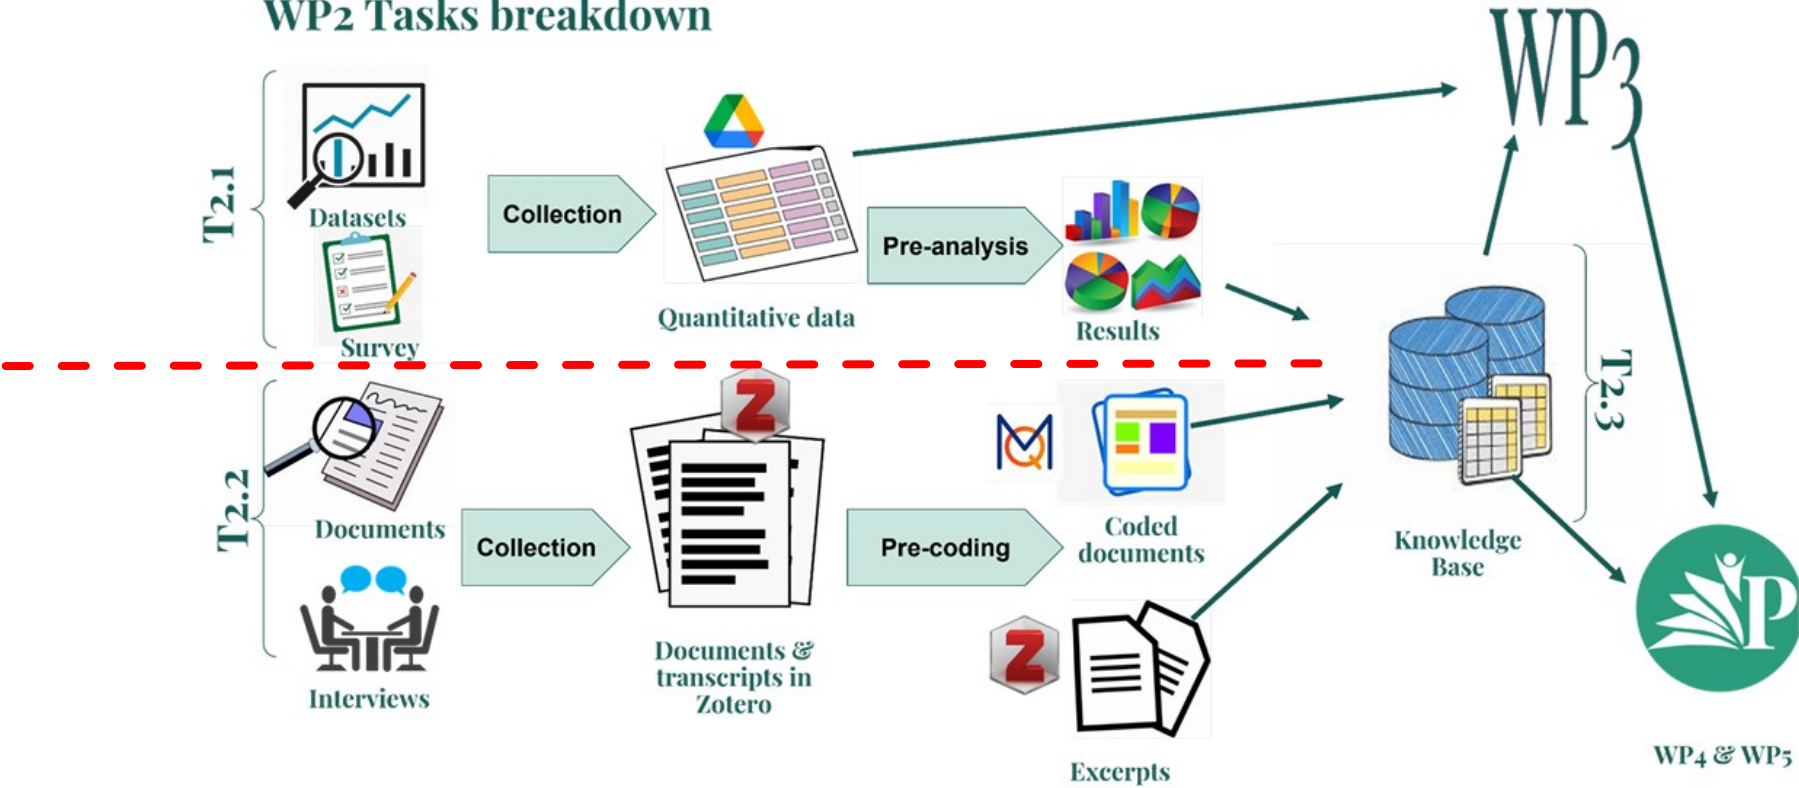 WP2 Tasks breakdown
WP3
T2.1
Datasets
Survey
Collection
Quantitative data
Pre-analysis
Results
T2.2
Documents
Interviews
Collection
Z
Documents &
transcripts in
Zotero
Pre-coding
MQ
Coded
documents
Z
Excerpts
T2.3
Knowledge
Base
P
WP4 & WP5